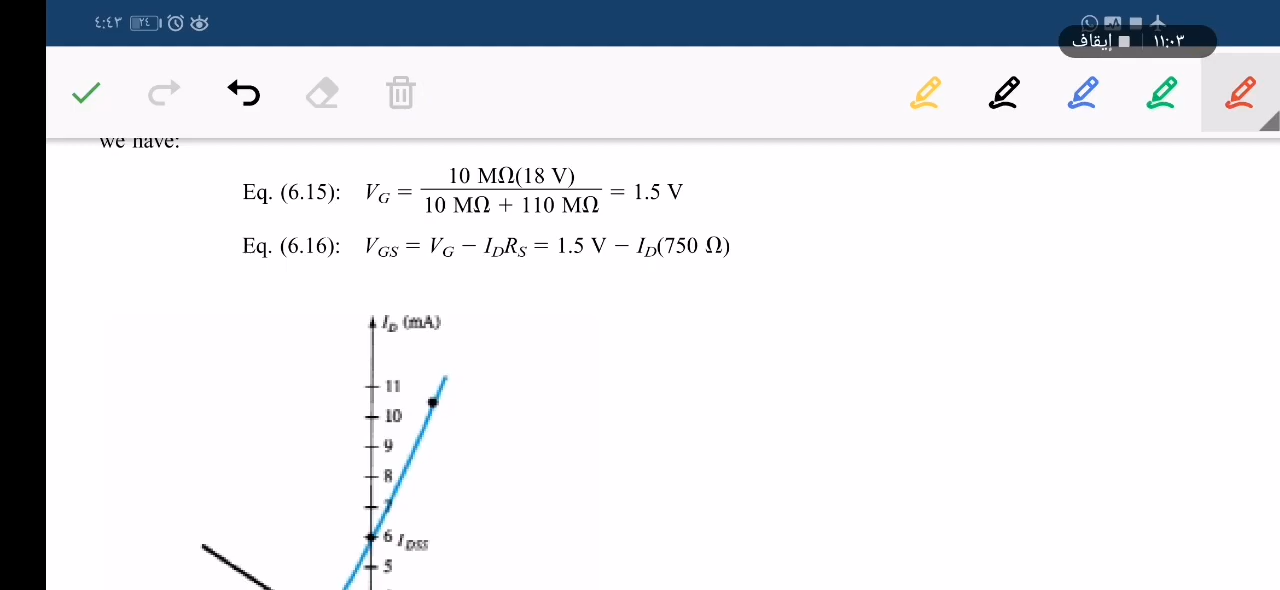 ٤:٤٣ ٢٤
إيقاف ١١:٠٣
we have:
Eq. (6.15): V_G = 10 MΩ(18 V) / 10 MΩ + 110 MΩ = 1.5 V
Eq. (6.16): V_GS = V_G − I_D R_S = 1.5 V − I_D(750 Ω)
I_D (mA)
11
10
9
8
7
6 I_DSS
5